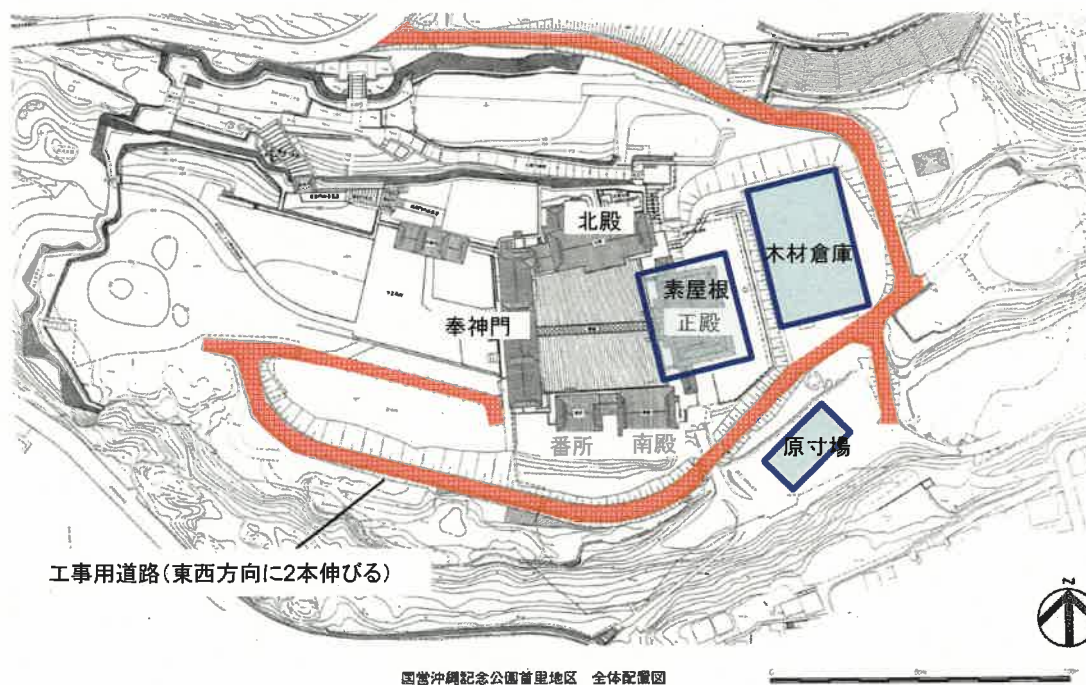 北殿
木材倉庫
素屋根
正殿
奉神門
番所
南殿
原寸場
工事用道路(東西方向に2本伸びる)
国営沖縄記念公園首里地区 全体配置図